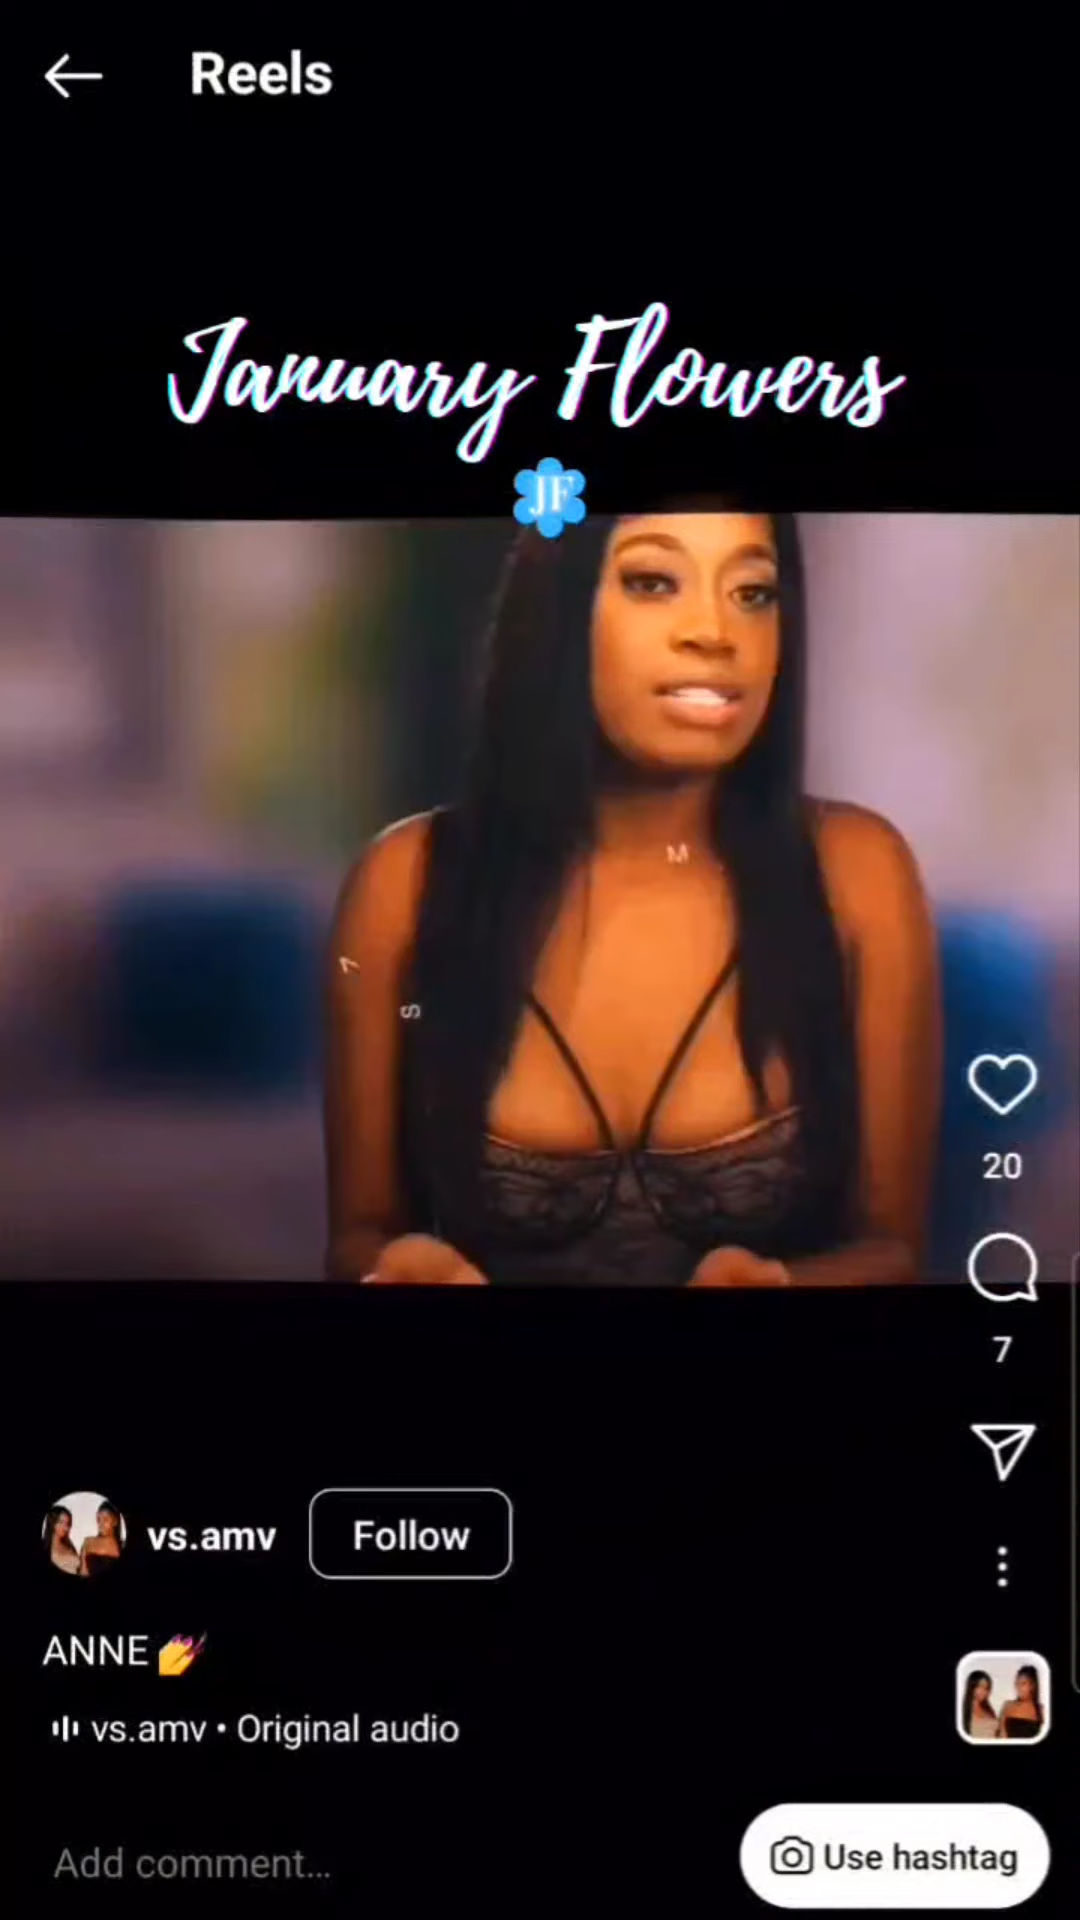 Reels
January Flowers
JF
M
V
S
20
7
vs.amv
Follow
ANNE💅
vs.amv • Original audio
Add comment...
Use hashtag